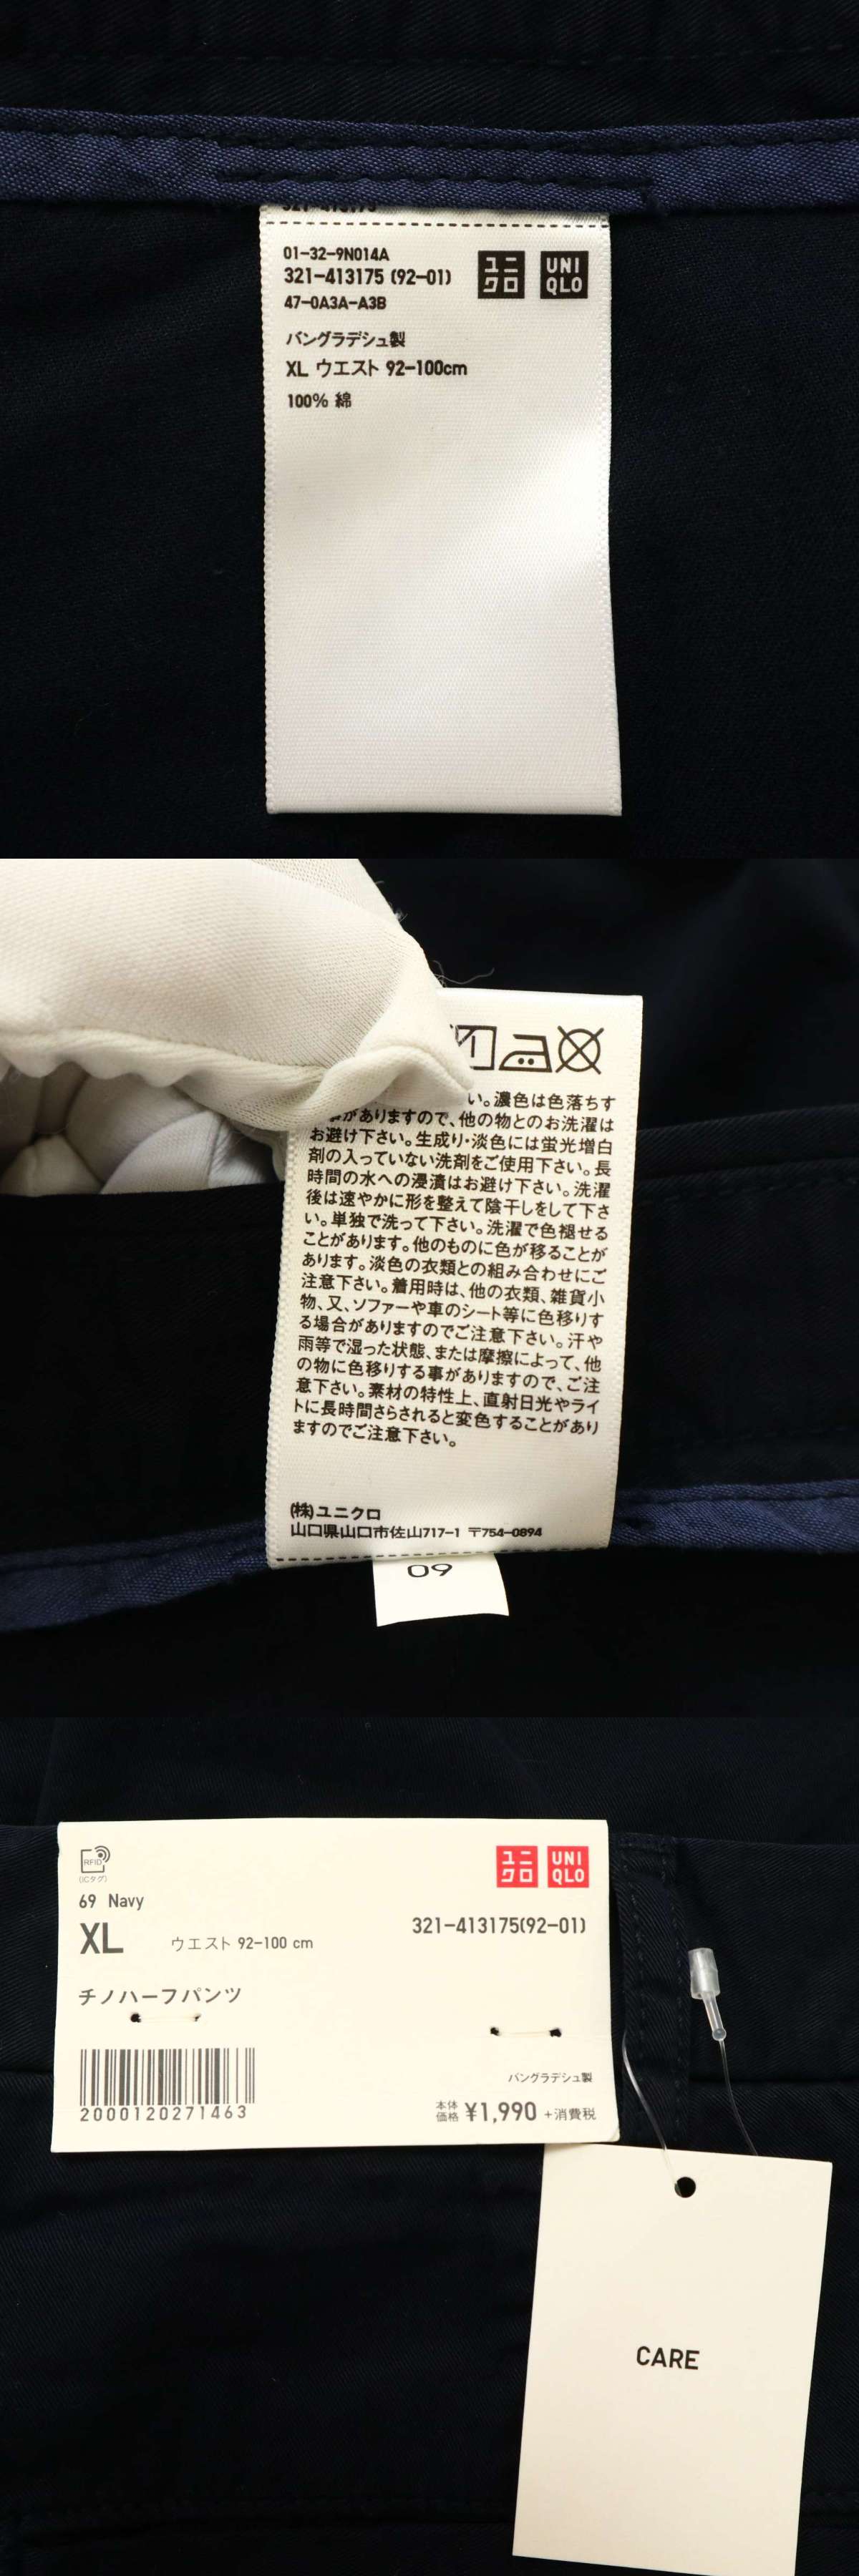 321-413175
01-32-9N014A
321-413175 (92-01)
47-0A3A-A3B
ユニクロ
UNIQLO
バングラデシュ製
XL ウエスト 92-100cm
100% 綿
い。濃色は色落ちす
事がありますので、他の物とのお洗濯は
お避け下さい。生成り・淡色には蛍光増白
剤の入っていない洗剤をご使用下さい。長
時間の水への浸漬はお避け下さい。洗濯
後は速やかに形を整えて陰干しをして下さ
い。単独で洗って下さい。洗濯で色褪せる
ことがあります。他のものに色が移ることが
あります。淡色の衣類との組み合わせにご
注意下さい。着用時は、他の衣類、雑貨小
物、又、ソファーや車のシート等に色移りす
る場合がありますのでご注意下さい。汗や
雨等で湿った状態、または摩擦によって、他
の物に色移りする事がありますので、ご注
意下さい。素材の特性上、直射日光やライ
トに長時間さらされると変色することがあり
ますのでご注意下さい。
(株)ユニクロ
山口県山口市佐山717-1 〒754-0894
09
RFID
(ICタグ)
ユニクロ
UNIQLO
69 Navy
XL ウエスト 92-100 cm
321-413175(92-01)
チノハーフパンツ
バングラデシュ製
2000120271463
本体価格 ¥1,990 +消費税
CARE